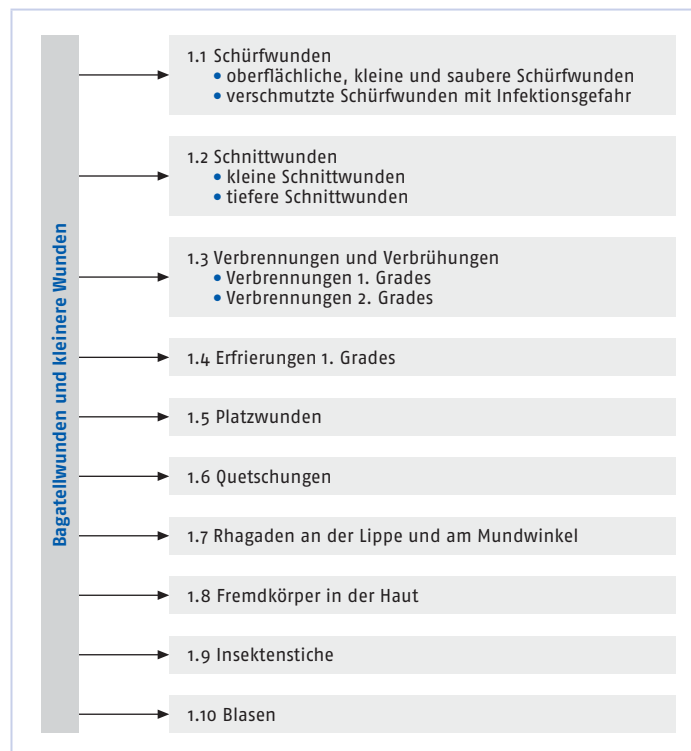 Bagatellwunden und kleinere Wunden
1.1 Schürfwunden
• oberflächliche, kleine und saubere Schürfwunden
• verschmutzte Schürfwunden mit Infektionsgefahr
1.2 Schnittwunden
• kleine Schnittwunden
• tiefere Schnittwunden
1.3 Verbrennungen und Verbrühungen
• Verbrennungen 1. Grades
• Verbrennungen 2. Grades
1.4 Erfrierungen 1. Grades
1.5 Platzwunden
1.6 Quetschungen
1.7 Rhagaden an der Lippe und am Mundwinkel
1.8 Fremdkörper in der Haut
1.9 Insektenstiche
1.10 Blasen